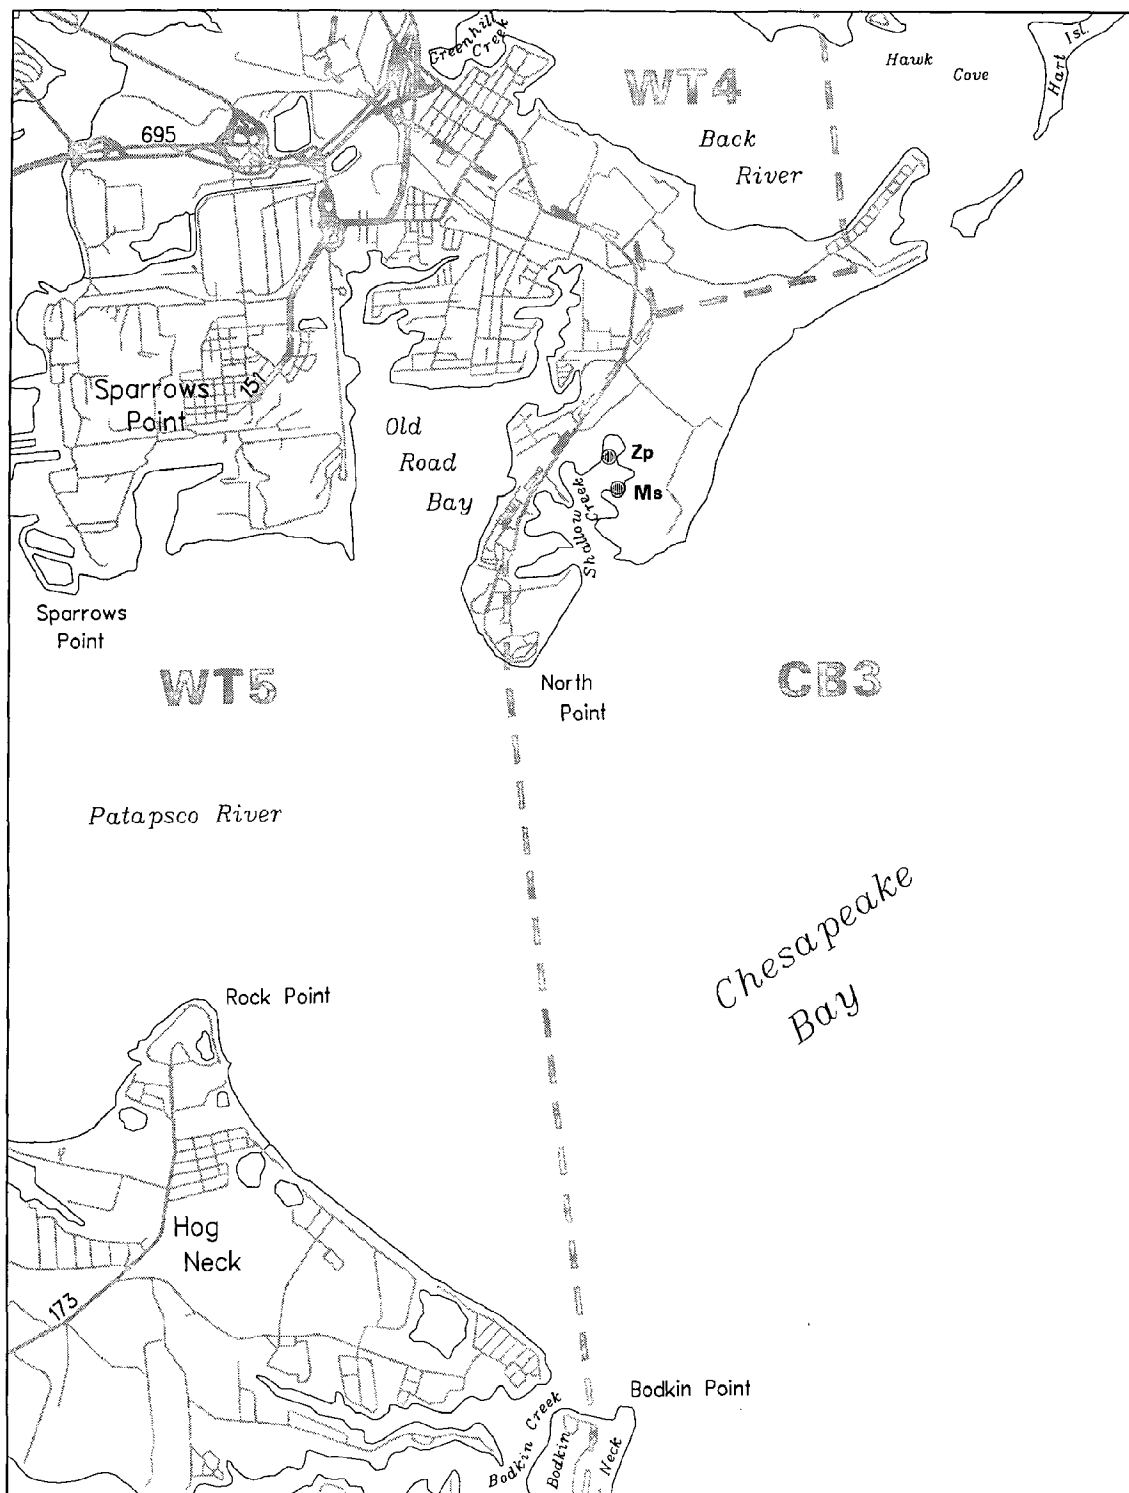 Greenhill
Creek
Hawk
Cove
Hart Isl.
WT4
Back
River
695
Sparrows
Point
151
Old
Road
Bay
Zp
Ms
Shallow
Creek
Sparrows
Point
WT5
North
Point
CB3
Patapsco River
Chesapeake
Bay
Rock Point
Hog
Neck
173
Bodkin Point
Bodkin Creek
Bodkin
Neck